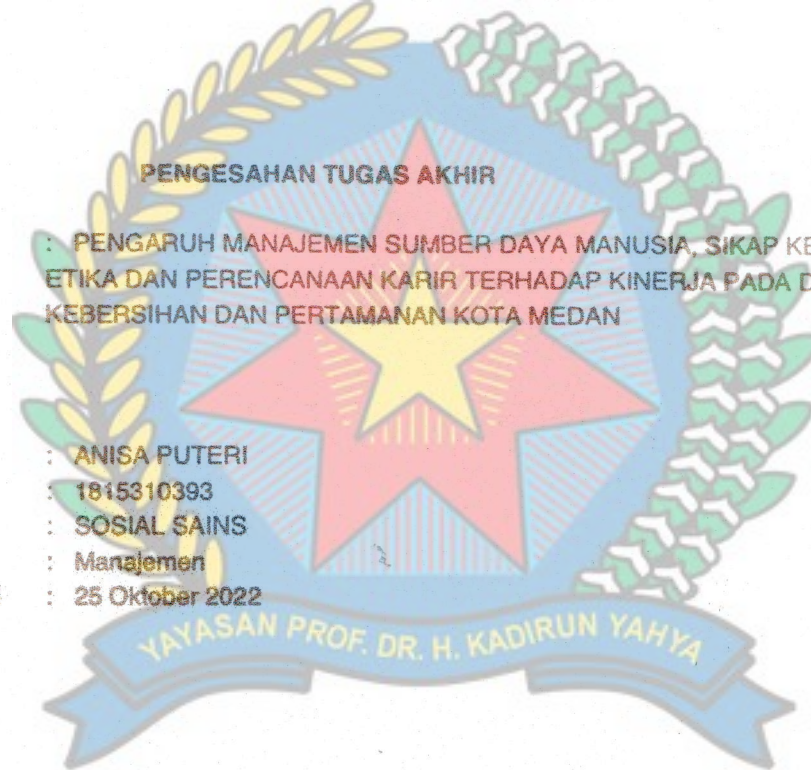 PENGESAHAN TUGAS AKHIR
: PENGARUH MANAJEMEN SUMBER DAYA MANUSIA, SIKAP KE
ETIKA DAN PERENCANAAN KARIR TERHADAP KINERJA PADA D
KEBERSIHAN DAN PERTAMANAN KOTA MEDAN
: ANISA PUTERI
: 1815310393
: SOSIAL SAINS
: Manajemen
: 25 Oktober 2022
YAYASAN PROF. DR. H. KADIRUN YAHYA